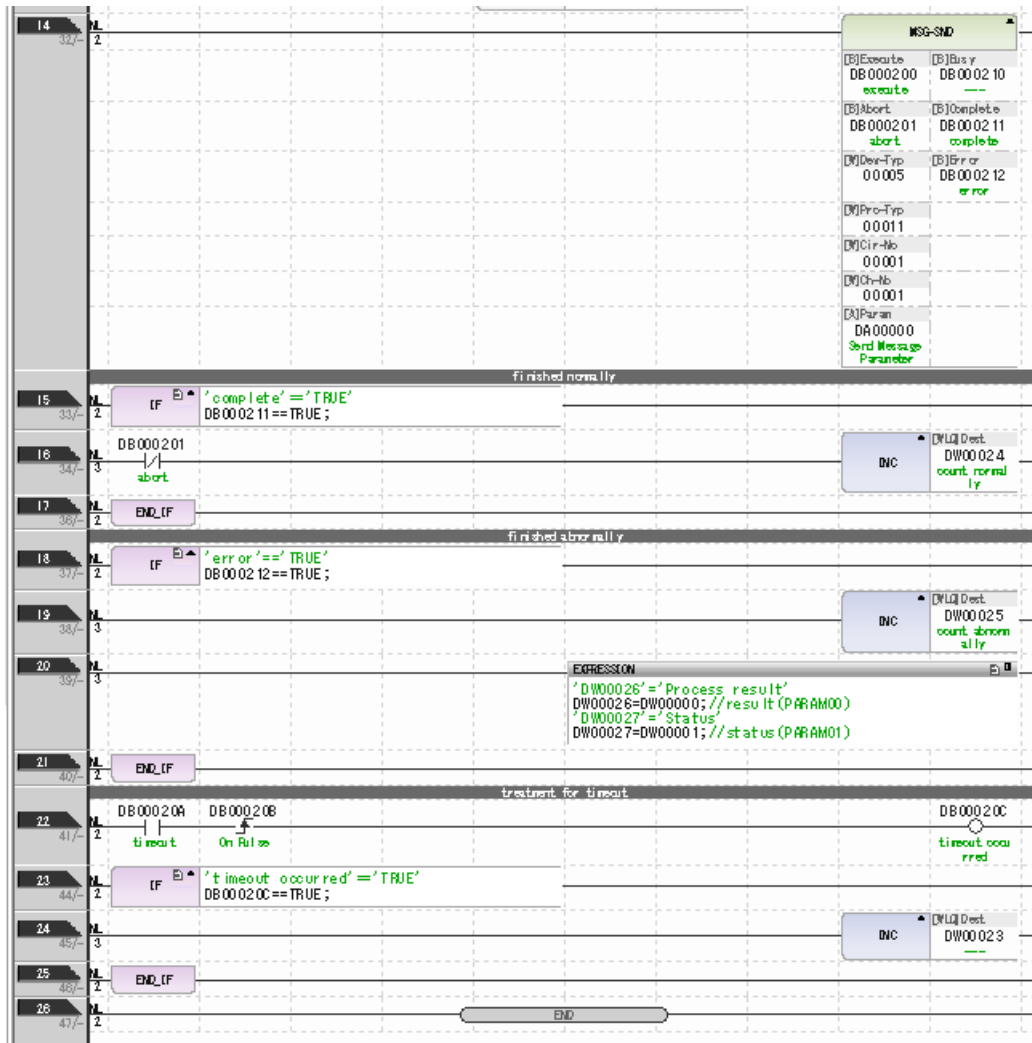 14
NL
32/-
2
MSG-SND
[B]Execute [B]Busy
DB000200 DB000210
execute ----
[B]Abort [B]Complete
DB000201 DB000211
abort complete
[W]Dev-Typ [B]Error
00005 DB000212
error
[W]Pro-Typ
00011
[W]Cir-No
00001
[W]Ch-No
00001
[A]Param
DA00000
Send Message
Parameter
finished normally
15
NL
33/-
2
IF
'complete'=='TRUE'
DB000211==TRUE;
16
NL
34/-
3
DB000201
abort
INC
[WLQ]Dest
DW00024
count normal
ly
17
NL
36/-
2
END_IF
finished abnormally
18
NL
37/-
2
IF
'error'=='TRUE'
DB000212==TRUE;
19
NL
38/-
3
INC
[WLQ]Dest
DW00025
count abnorm
ally
20
NL
39/-
3
EXPRESSION
'DW00026'='Process result'
DW00026=DW00000;//result(PARAM00)
'DW00027'='Status'
DW00027=DW00001;//status(PARAM01)
21
NL
40/-
2
END_IF
treatment for timeout
22
NL
41/-
2
DB00020A DB00020B DB00020C
timeout On Pulse timeout occu
rred
23
NL
44/-
2
IF
'timeout occurred'=='TRUE'
DB00020C==TRUE;
24
NL
45/-
3
INC
[WLQ]Dest
DW00023
----
25
NL
46/-
2
END_IF
26
NL
47/-
2
END